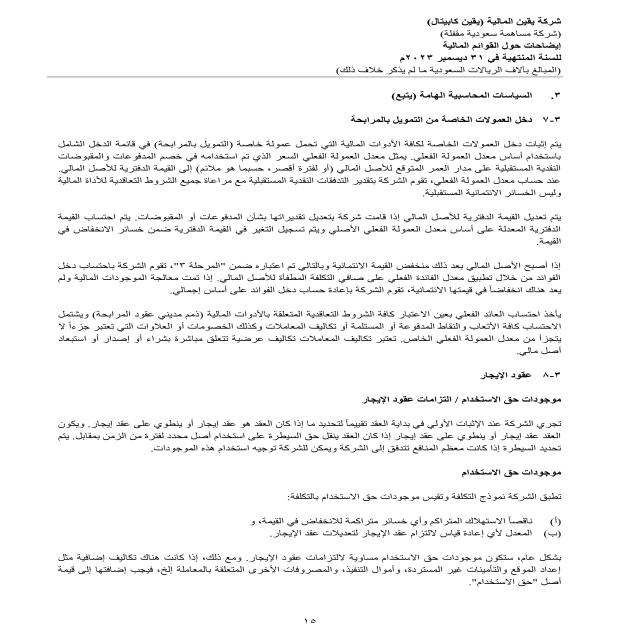 شركة يقين المالية (يقين كابيتال)
(شركة مساهمة سعودية مقفلة)
إيضاحات حول القوائم المالية
للسنة المنتهية في ٣١ ديسمبر ٢٠٢٣م
(المبالغ بآلاف الريالات السعودية ما لم يذكر خلاف ذلك)
٣. السياسات المحاسبية الهامة (يتبع)
٣-٧ دخل العمولات الخاصة من التمويل بالمرابحة
يتم إثبات دخل العمولات الخاصة لكافة الأدوات المالية التي تحمل عمولة خاصة (التمويل بالمرابحة) في قائمة الدخل الشامل
باستخدام أساس معدل العمولة الفعلي. يمثل معدل العمولة الفعلي السعر الذي تم استخدامه في خصم المدفوعات والمقبوضات
النقدية المستقبلية على مدار العمر المتوقع للأصل المالي (أو لفترة أقصر، حسبما هو ملائم) إلى القيمة الدفترية للأصل المالي.
عند حساب معدل العمولة الفعلي، تقوم الشركة بتقدير التدفقات النقدية المستقبلية مع مراعاة جميع الشروط التعاقدية للأداة المالية
وليس الخسائر الائتمانية المستقبلية.
يتم تعديل القيمة الدفترية للأصل المالي إذا قامت شركة بتعديل تقديراتها بشأن المدفوعات أو المقبوضات. يتم احتساب القيمة
الدفترية المعدلة على أساس معدل العمولة الفعلي الأصلي ويتم تسجيل التغير في القيمة الدفترية ضمن خسائر الانخفاض في
القيمة.
إذا أصبح الأصل المالي بعد ذلك منخفض القيمة الائتمانية وبالتالي تم اعتباره ضمن "المرحلة ٣"، تقوم الشركة باحتساب دخل
الفوائد من خلال تطبيق معدل الفائدة الفعلي على صافي التكلفة المطفأة للأصل المالي. إذا تمت معالجة الموجودات المالية ولم
يعد هناك انخفاضاً في قيمتها الائتمانية، تقوم الشركة بإعادة حساب دخل الفوائد على أساس إجمالي.
يأخذ احتساب العائد الفعلي بعين الاعتبار كافة الشروط التعاقدية المتعلقة بالأدوات المالية (ذمم مديني عقود المرابحة) ويشتمل
الاحتساب كافة الأتعاب والنقاط المدفوعة أو المستلمة أو تكاليف المعاملات وكذلك الخصومات أو العلاوات التي تعتبر جزءاً لا
يتجزأ من معدل العمولة الفعلي الخاص. تعتبر تكاليف المعاملات تكاليف عرضية تتعلق مباشرة بشراء أو إصدار أو استبعاد
أصل مالي.
٣-٨ عقود الإيجار
موجودات حق الاستخدام / التزامات عقود الإيجار
تجري الشركة عند الإثبات الأولي في بداية العقد تقييماً لتحديد ما إذا كان العقد هو عقد إيجار أو ينطوي على عقد إيجار. ويكون
العقد عقد إيجار أو ينطوي على عقد إيجار إذا كان العقد ينقل حق السيطرة على استخدام أصل محدد لفترة من الزمن بمقابل. يتم
تحديد السيطرة إذا كانت معظم المنافع تتدفق إلى الشركة ويمكن للشركة توجيه استخدام هذه الموجودات.
موجودات حق الاستخدام
تطبق الشركة نموذج التكلفة وتقيس موجودات حق الاستخدام بالتكلفة:
(أ) ناقصاً الاستهلاك المتراكم وأي خسائر متراكمة للانخفاض في القيمة، و
(ب) المعدل لأي إعادة قياس لالتزام عقد الإيجار لتعديلات عقد الإيجار.
بشكل عام، ستكون موجودات حق الاستخدام مساوية لالتزامات عقود الإيجار. ومع ذلك، إذا كانت هناك تكاليف إضافية مثل
إعداد الموقع والتأمينات غير المستردة، وأموال التنفيذ، والمصروفات الأخرى المتعلقة بالمعاملة إلخ، فيجب إضافتها إلى قيمة
أصل "حق الاستخدام".
١٥